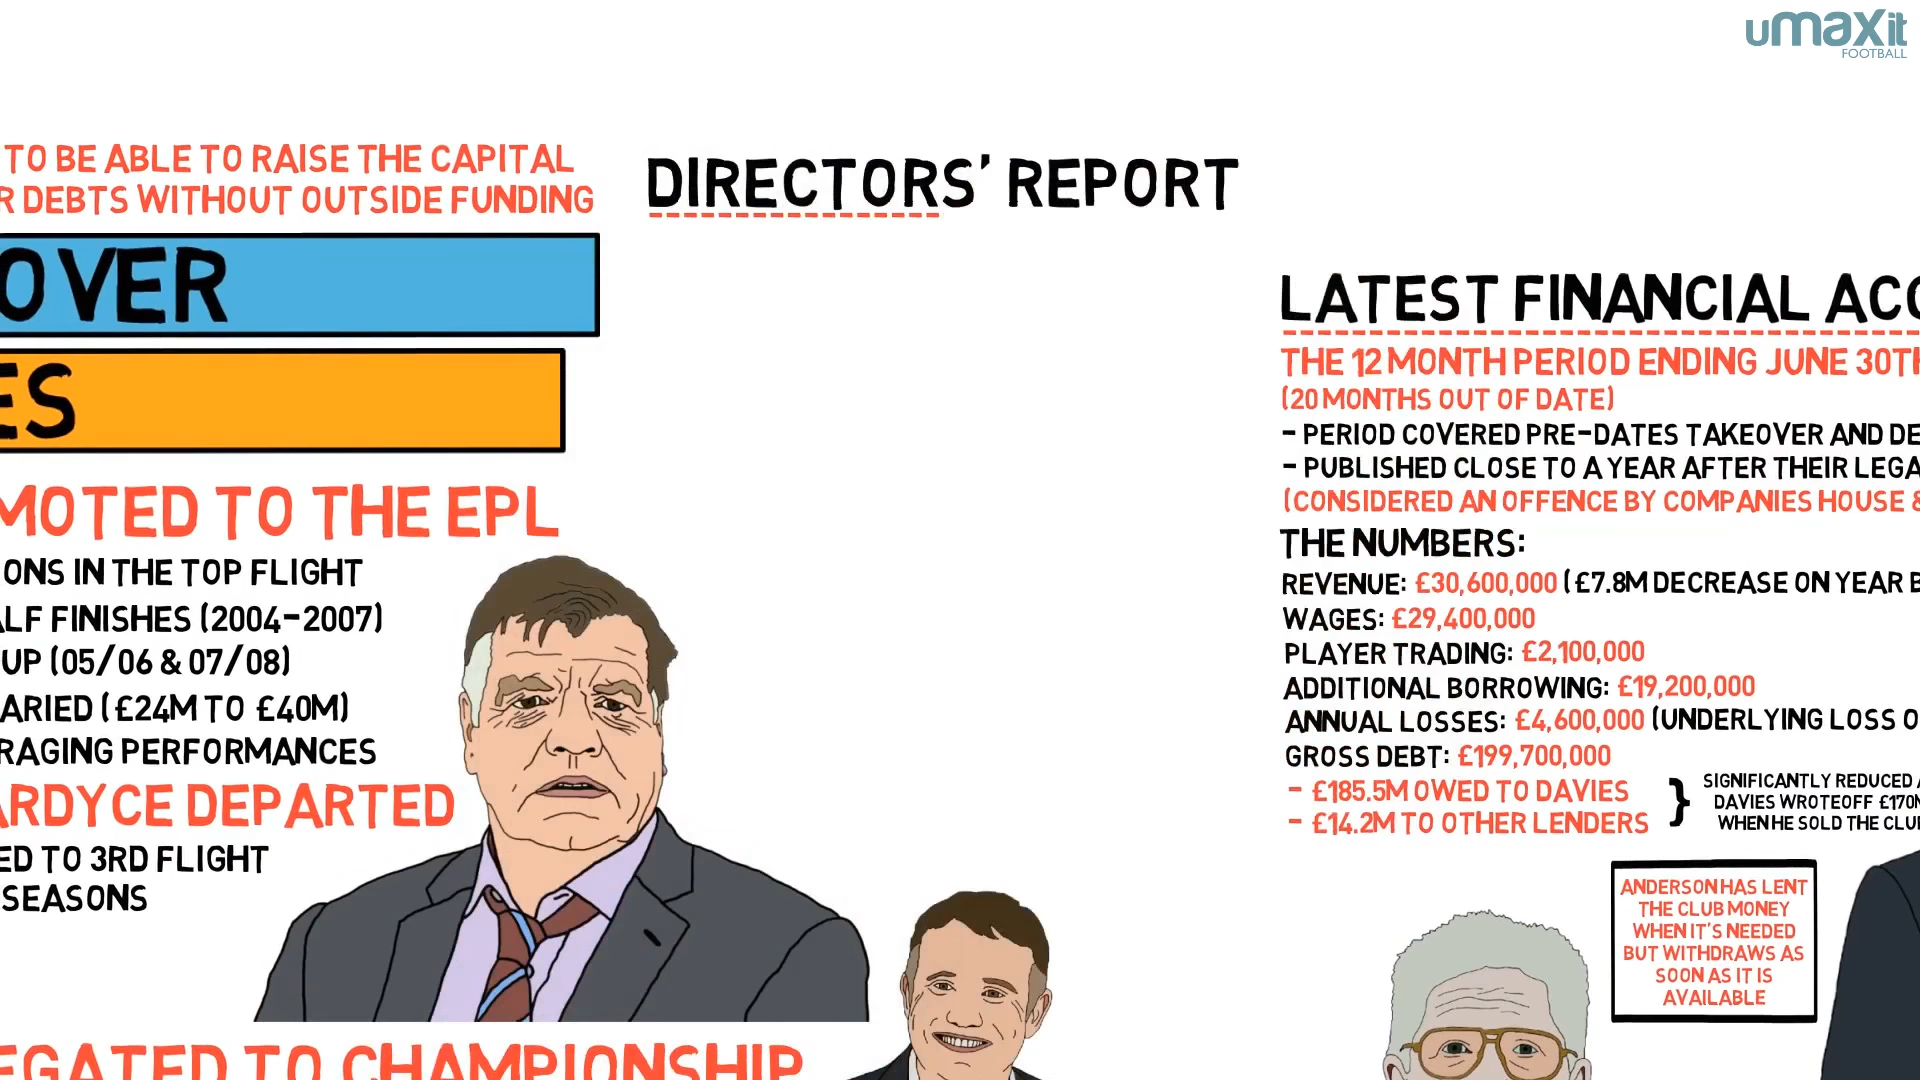 umaxit
FOOTBALL
TO BE ABLE TO RAISE THE CAPITAL
R DEBTS WITHOUT OUTSIDE FUNDING
OVER
ES
MOTED TO THE EPL
ONS IN THE TOP FLIGHT
ALF FINISHES (2004-2007)
UP (05/06 & 07/08)
ARIED (£24M TO £40M)
RAGING PERFORMANCES
ARDYCE DEPARTED
ED TO 3RD FLIGHT
SEASONS
EGATED TO CHAMPIONSHIP
DIRECTORS' REPORT
LATEST FINANCIAL ACC
THE 12 MONTH PERIOD ENDING JUNE 30TH
(20 MONTHS OUT OF DATE)
- PERIOD COVERED PRE-DATES TAKEOVER AND DE
- PUBLISHED CLOSE TO A YEAR AFTER THEIR LEGA
(CONSIDERED AN OFFENCE BY COMPANIES HOUSE &
THE NUMBERS:
REVENUE: £30,600,000 (£7.8M DECREASE ON YEAR B
WAGES: £29,400,000
PLAYER TRADING: £2,100,000
ADDITIONAL BORROWING: £19,200,000
ANNUAL LOSSES: £4,600,000 (UNDERLYING LOSS O
GROSS DEBT: £199,700,000
- £185.5M OWED TO DAVIES
- £14.2M TO OTHER LENDERS
} SIGNIFICANTLY REDUCED A
DAVIES WROTEOFF £170M
WHEN HE SOLD THE CLUB
ANDERSON HAS LENT
THE CLUB MONEY
WHEN IT'S NEEDED
BUT WITHDRAWS AS
SOON AS IT IS
AVAILABLE